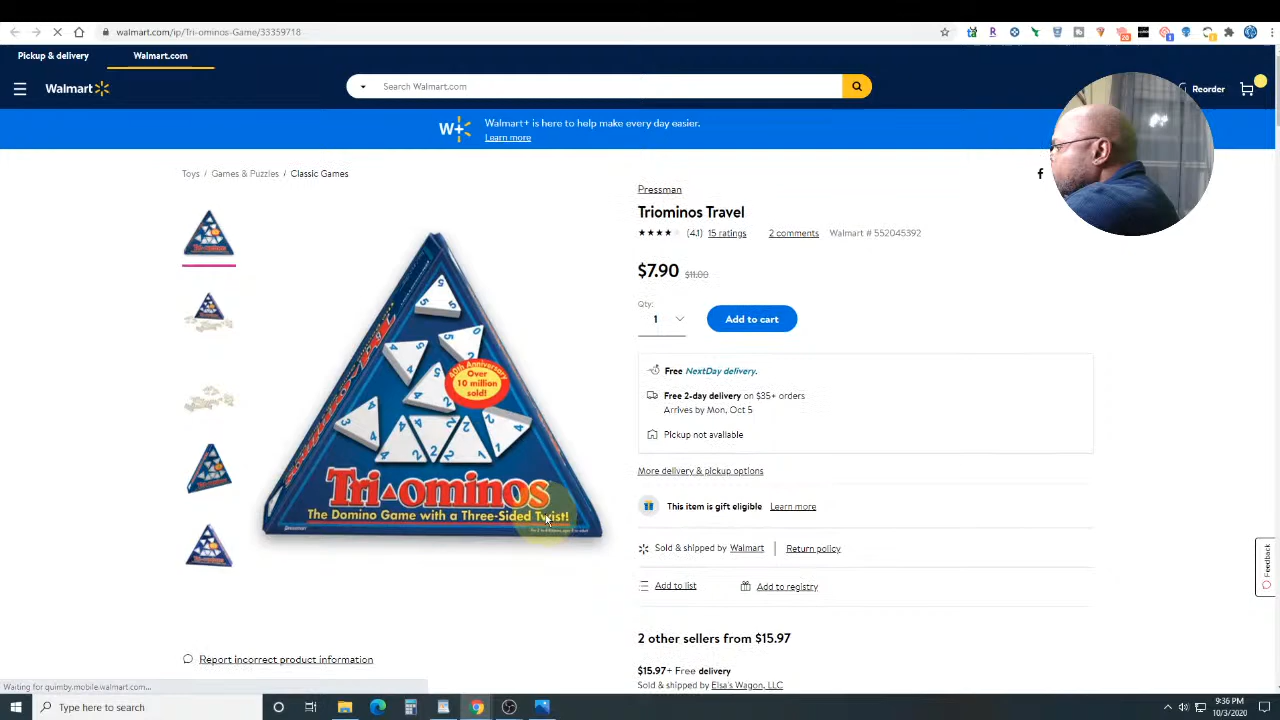 walmart.com/ip/Tri-ominos-Game/33359718
Pickup & delivery
Walmart.com
Walmart
Search Walmart.com
Reorder
W+
Walmart+ is here to help make every day easier.
Learn more
Toys / Games & Puzzles / Classic Games
Pressman
Triominos Travel
(4.1) 15 ratings 2 comments Walmart # 552045392
$7.90 $11.00
Qty:
1
Add to cart
Free NextDay delivery.
Free 2-day delivery on $35+ orders
Arrives by Mon, Oct 5
Pickup not available
More delivery & pickup options
This item is gift eligible Learn more
Sold & shipped by Walmart | Return policy
Add to list
Add to registry
2 other sellers from $15.97
$15.97 + Free delivery
Sold & shipped by Elsa's Wagon, LLC
Over
10 million
sold!
Tri-ominos
The Domino Game with a Three-Sided Twist!
Report incorrect product information
Feedback
Waiting for quimby.mobile.walmart.com...
Type here to search
9:36 PM
10/3/2020